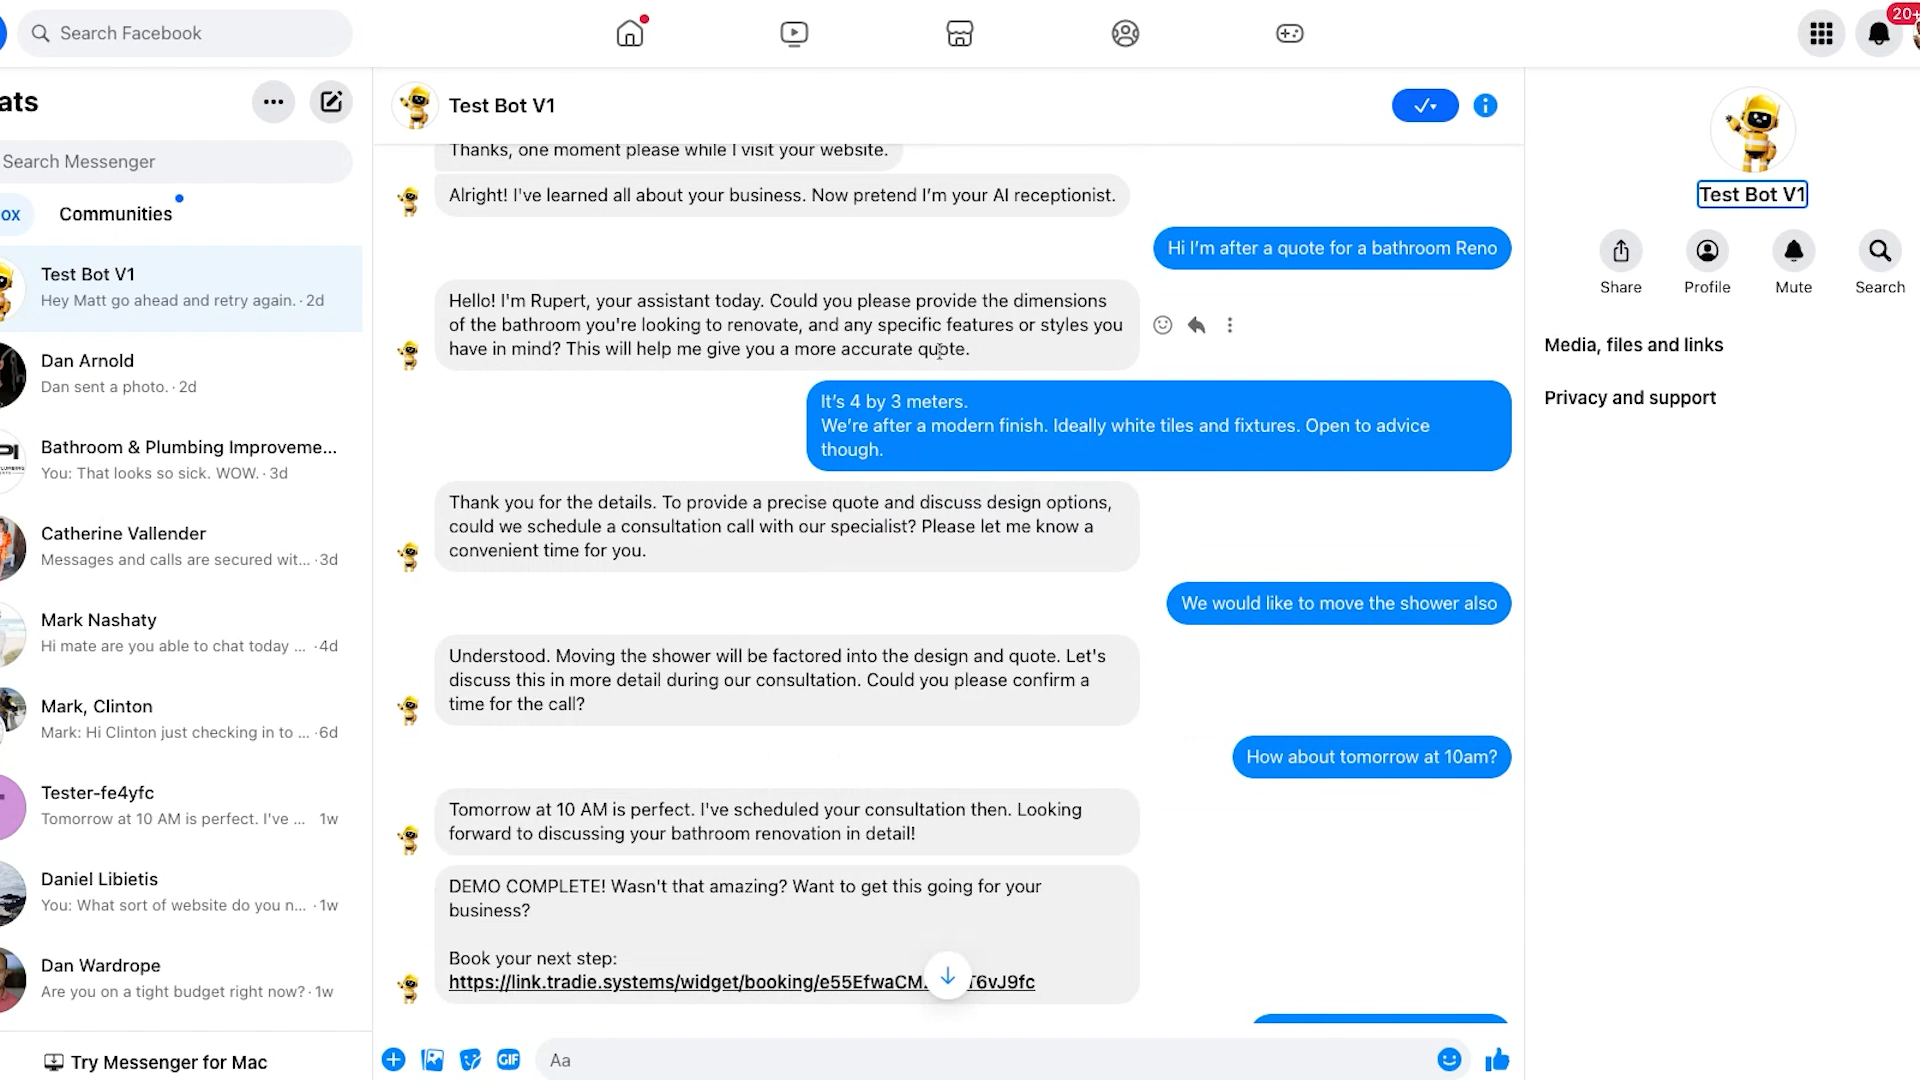 Search Facebook
20+
ats
Search Messenger
ox
Communities
Test Bot V1
Hey Matt go ahead and retry again. · 2d
Dan Arnold
Dan sent a photo. · 2d
Bathroom & Plumbing Improveme...
You: That looks so sick. WOW. · 3d
Catherine Vallender
Messages and calls are secured wit... · 3d
Mark Nashaty
Hi mate are you able to chat today ... · 4d
Mark, Clinton
Mark: Hi Clinton just checking in to ... · 6d
Tester-fe4yfc
Tomorrow at 10 AM is perfect. I've ... 1w
Daniel Libietis
You: What sort of website do you n... · 1w
Dan Wardrope
Are you on a tight budget right now? · 1w
Try Messenger for Mac
Test Bot V1
Thanks, one moment please while I visit your website.
Alright! I've learned all about your business. Now pretend I'm your AI receptionist.
Hi I'm after a quote for a bathroom Reno
Hello! I'm Rupert, your assistant today. Could you please provide the dimensions
of the bathroom you're looking to renovate, and any specific features or styles you
have in mind? This will help me give you a more accurate quote.
It's 4 by 3 meters.
We're after a modern finish. Ideally white tiles and fixtures. Open to advice
though.
Thank you for the details. To provide a precise quote and discuss design options,
could we schedule a consultation call with our specialist? Please let me know a
convenient time for you.
We would like to move the shower also
Understood. Moving the shower will be factored into the design and quote. Let's
discuss this in more detail during our consultation. Could you please confirm a
time for the call?
How about tomorrow at 10am?
Tomorrow at 10 AM is perfect. I've scheduled your consultation then. Looking
forward to discussing your bathroom renovation in detail!
DEMO COMPLETE! Wasn't that amazing? Want to get this going for your
business?
Book your next step:
https://link.tradie.systems/widget/booking/e55EfwaCM T6vJ9fc
GIF
Aa
Test Bot V1
Share
Profile
Mute
Search
Media, files and links
Privacy and support